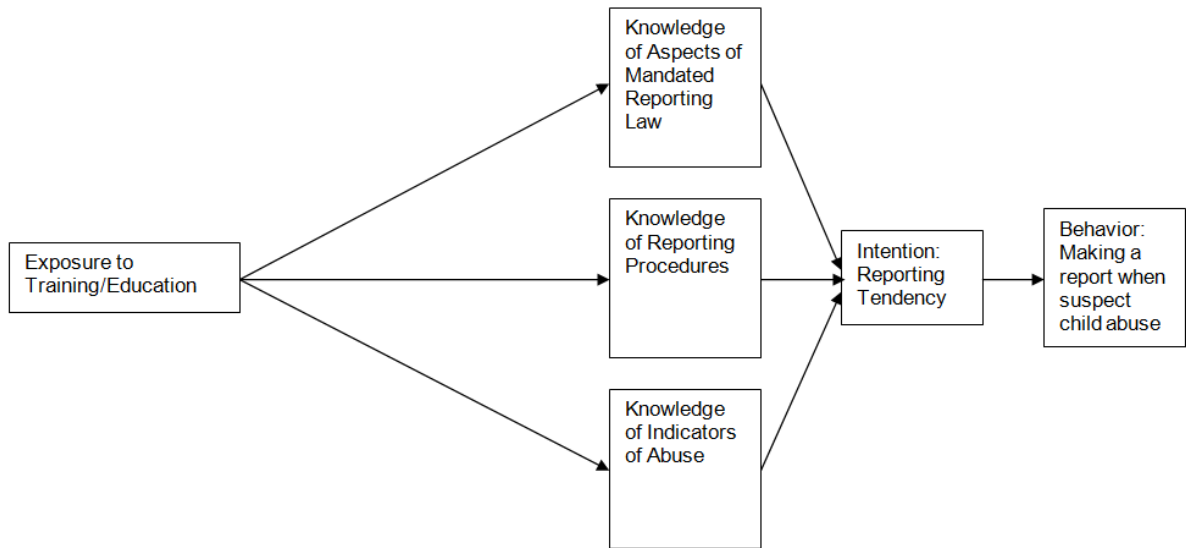 Knowledge
of Aspects of
Mandated
Reporting
Law
Exposure to
Training/Education
Knowledge
of Reporting
Procedures
Knowledge
of Indicators
of Abuse
Intention:
Reporting
Tendency
Behavior:
Making a
report when
suspect
child abuse